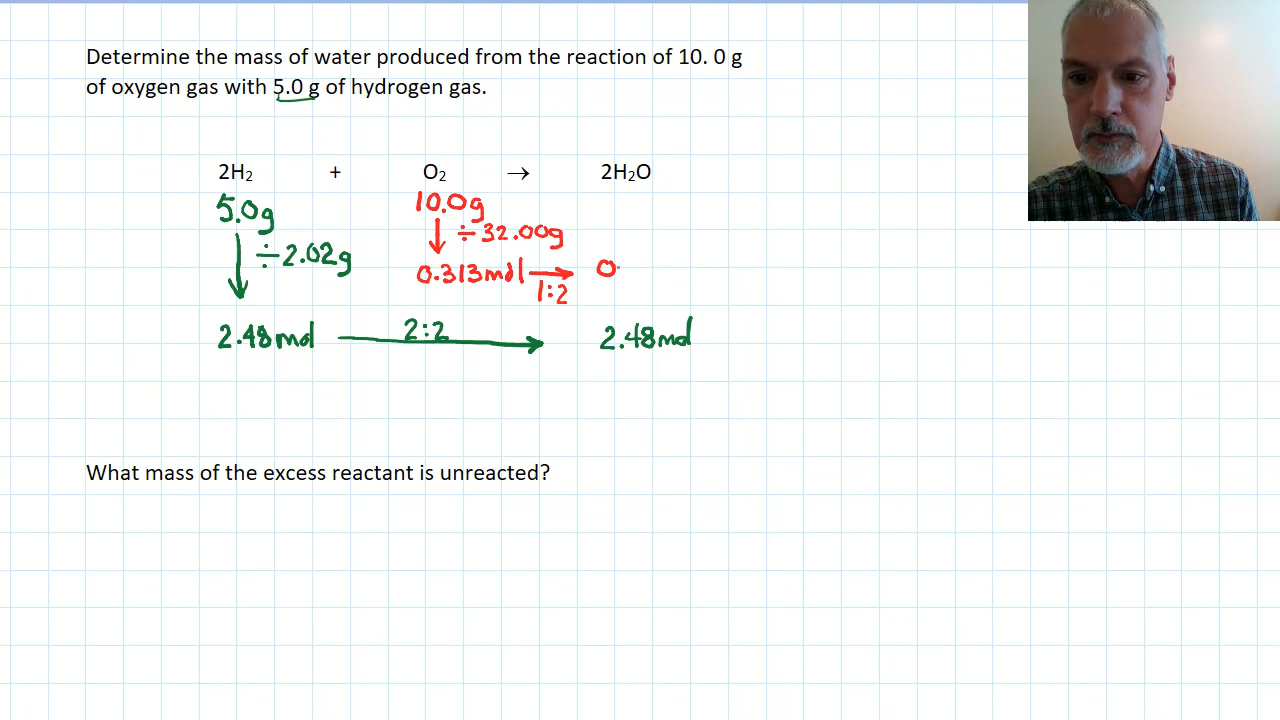 Determine the mass of water produced from the reaction of 10. 0 g
of oxygen gas with 5.0 g of hydrogen gas.
2H₂ + O₂ → 2H₂O
5.0g 10.0g
÷32.00g
÷2.02g
0.313mol 0.
1:2
2:2
2.48mol 2.48mol
What mass of the excess reactant is unreacted?